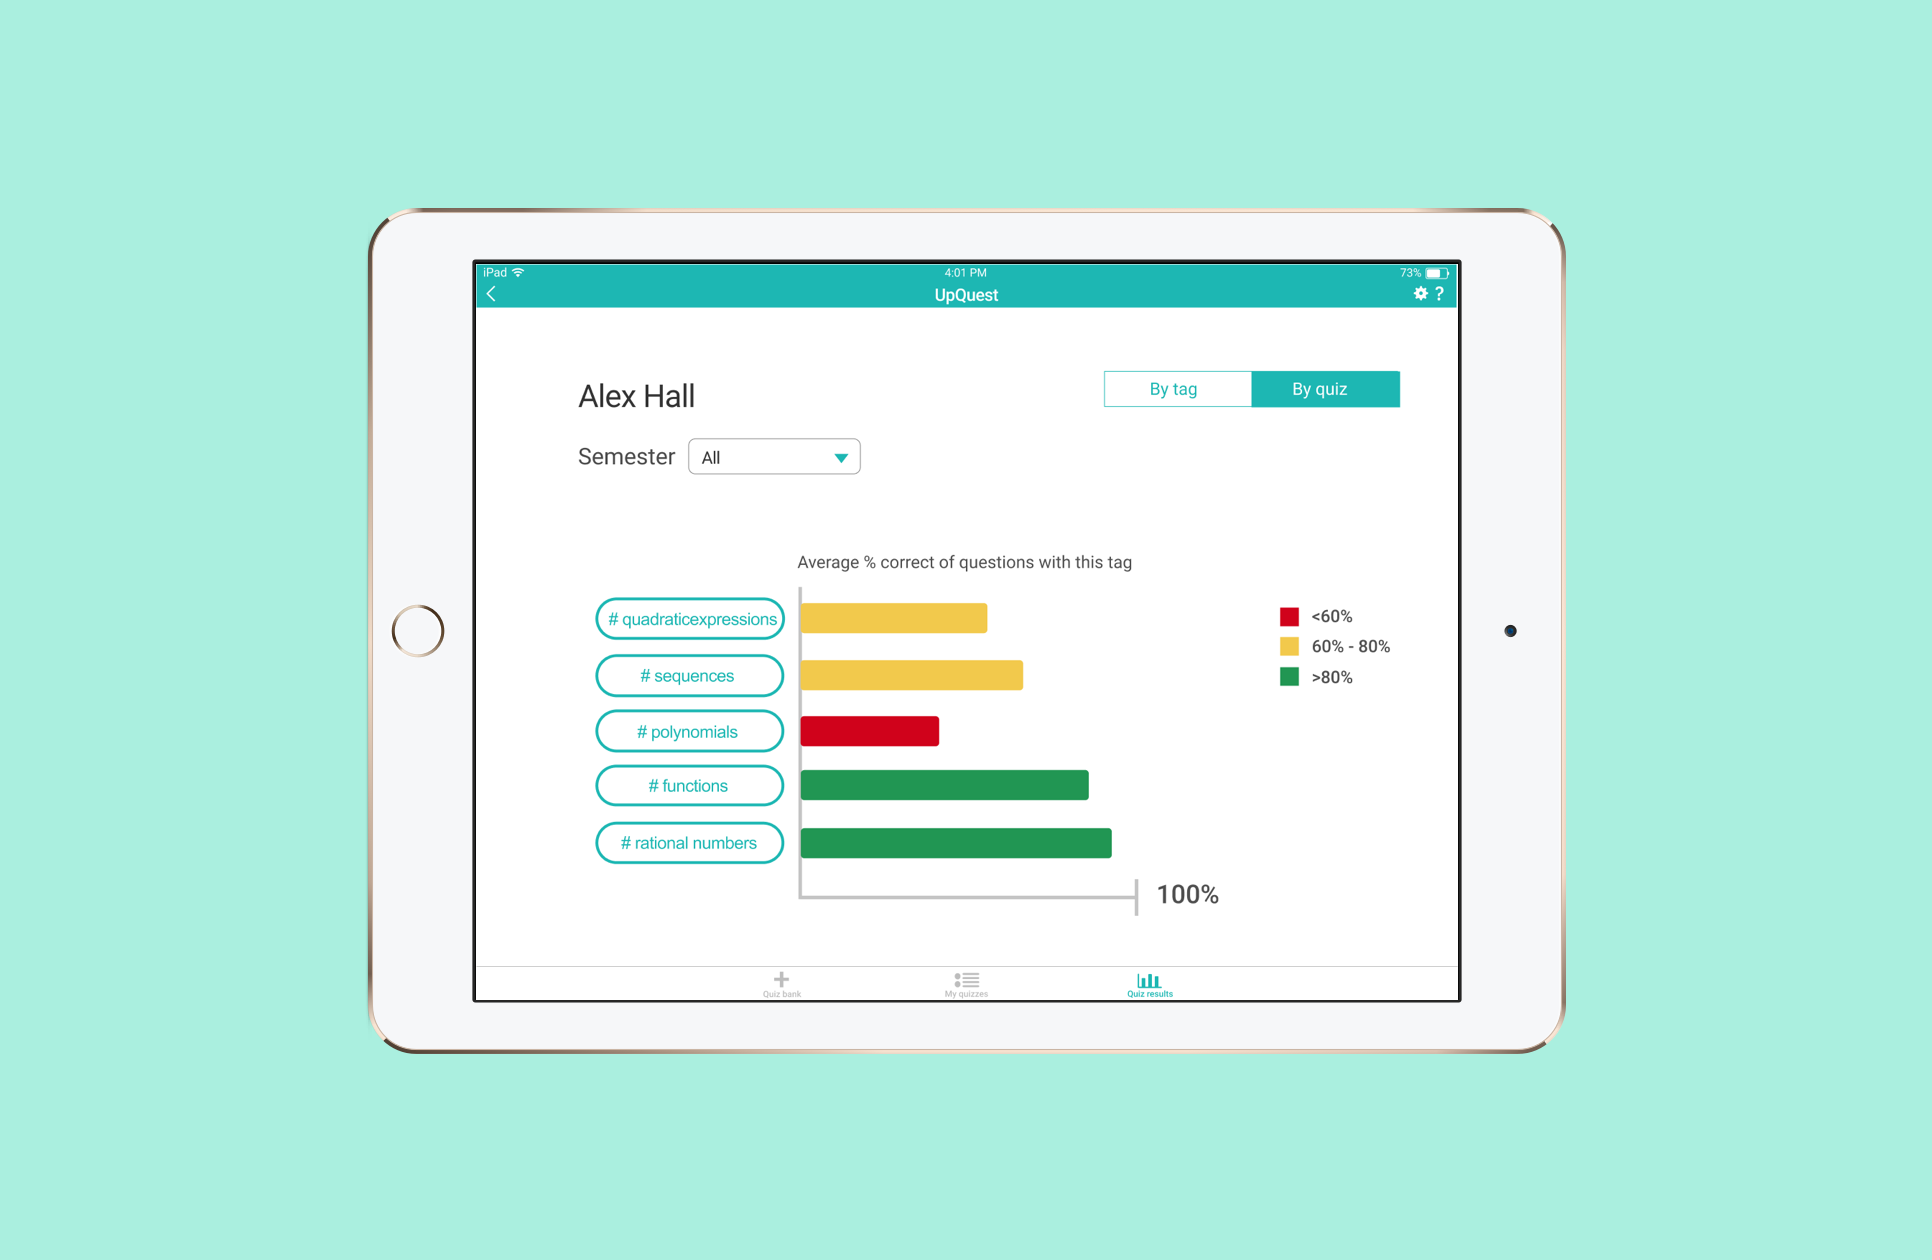 iPad 4:01 PM 73%
UpQuest ?
Alex Hall
By tag By quiz
Semester All
Average % correct of questions with this tag
# quadraticexpressions
# sequences
# polynomials
# functions
# rational numbers
<60%
60% - 80%
>80%
100%
Quiz bank My quizzes Quiz results